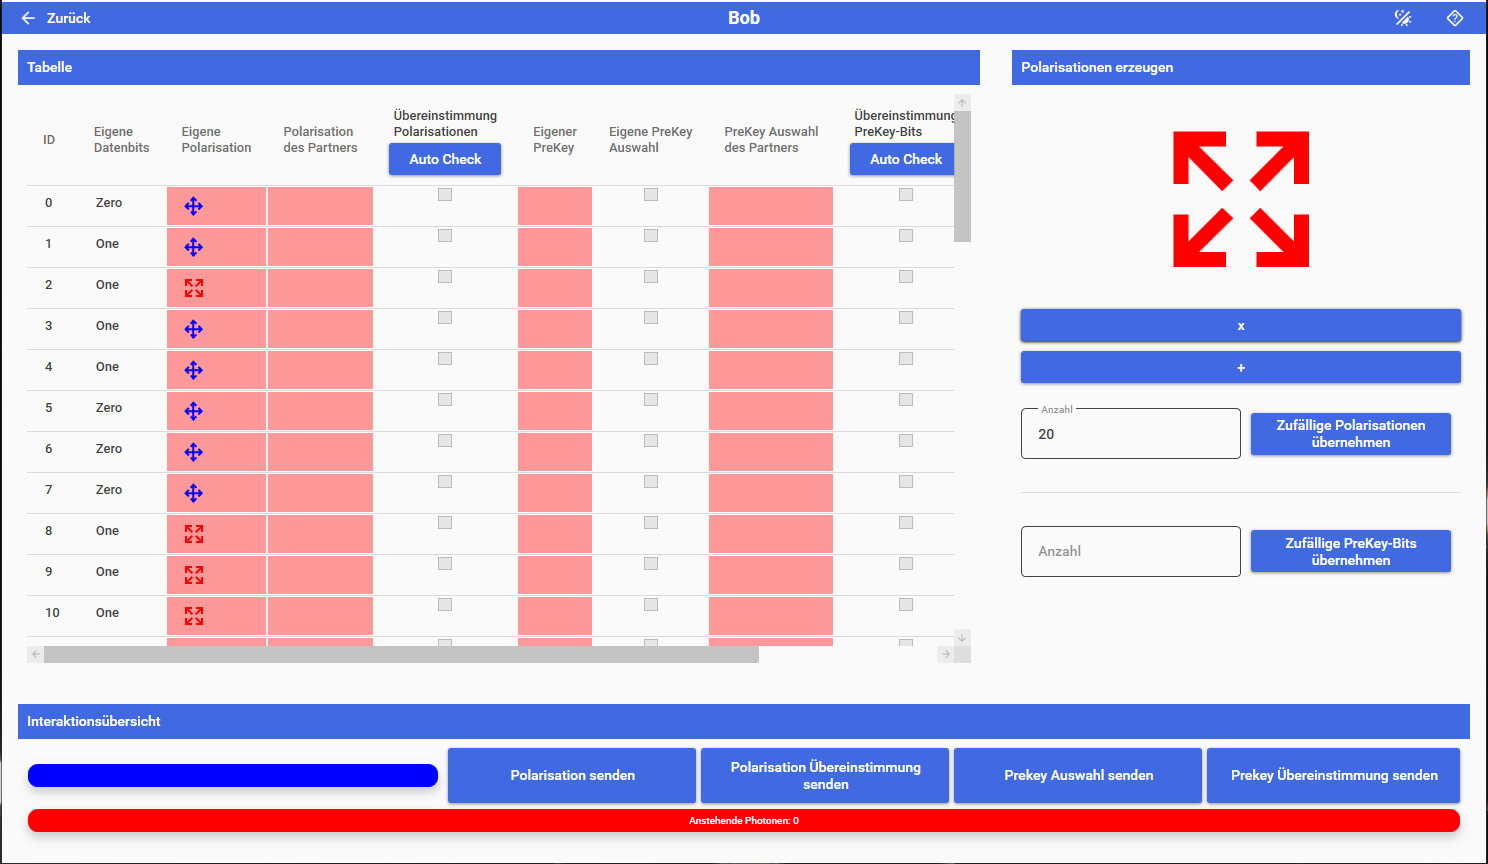 Zurück
Bob
Tabelle
Polarisationen erzeugen
ID
Eigene
Datenbits
Eigene
Polarisation
Polarisation
des Partners
Übereinstimmung
Polarisationen
Auto Check
Eigener
PreKey
Eigene PreKey
Auswahl
PreKey Auswahl
des Partners
Übereinstimmung
PreKey-Bits
Auto Check
0 Zero
1 One
2 One
3 One
4 One
5 Zero
6 Zero
7 Zero
8 One
9 One
10 One
x
+
Anzahl
20
Zufällige Polarisationen
übernehmen
Anzahl
Zufällige PreKey-Bits
übernehmen
Interaktionsübersicht
Polarisation senden
Polarisation Übereinstimmung
senden
Prekey Auswahl senden
Prekey Übereinstimmung senden
Anstehende Photonen: 0